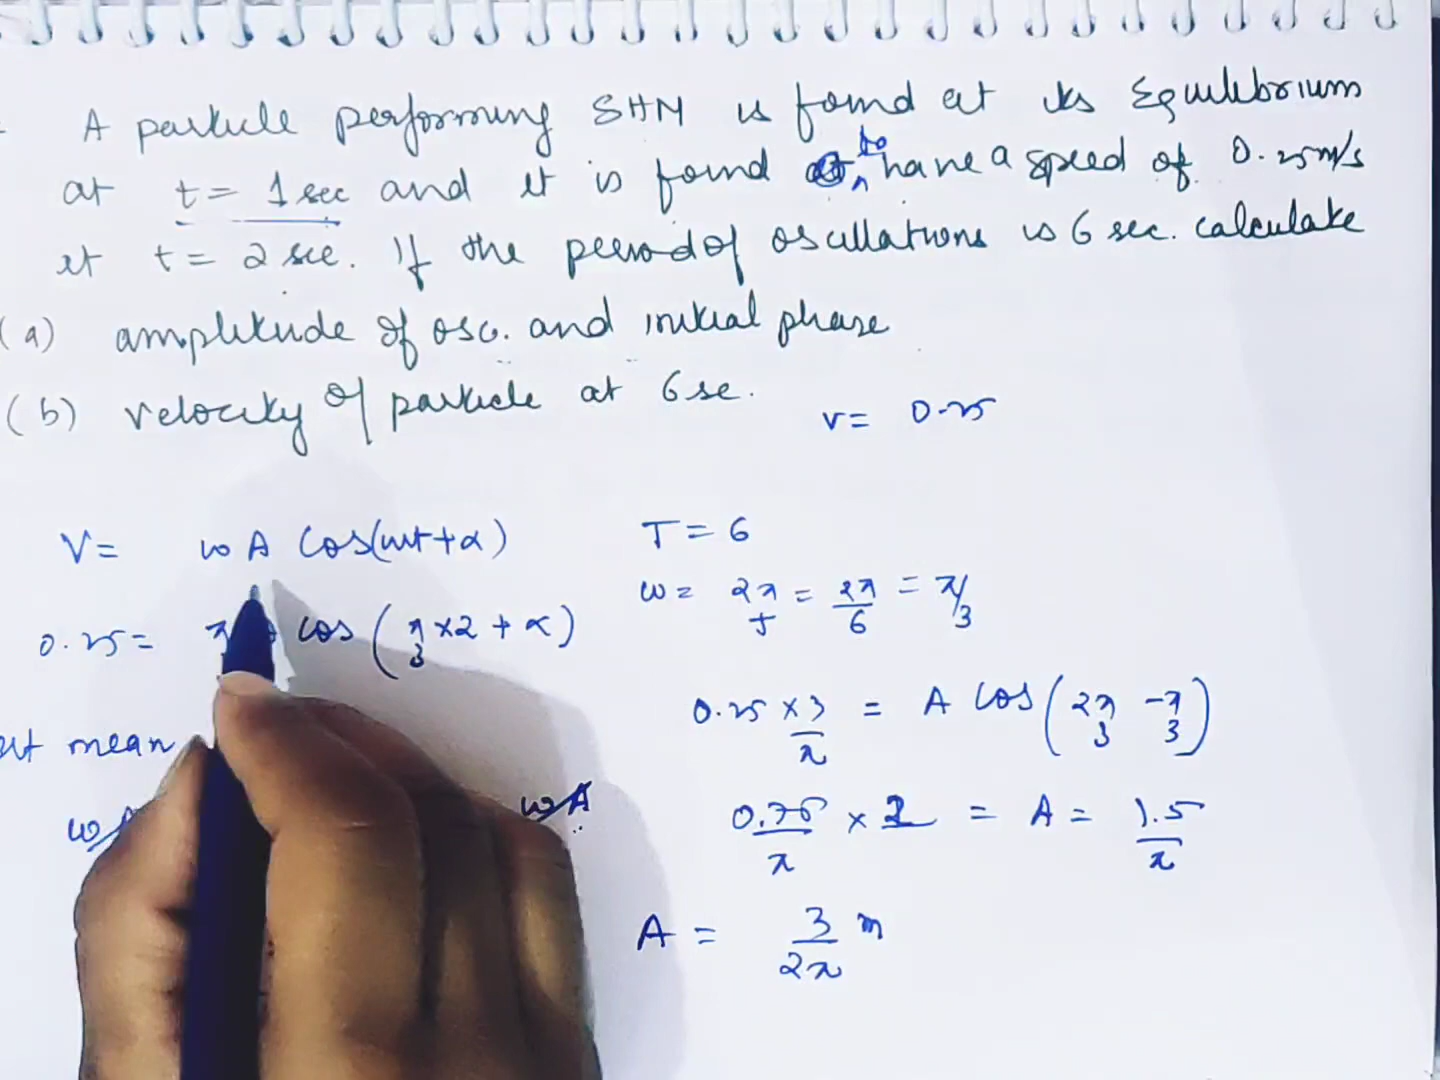 A particle performing SHM is found at its Equilibrium
at t = 1 sec and it is found to have a speed of 0.25 m/s
at t = 2 sec. If the period of oscillations is 6 sec. calculate
(a) amplitude of osc. and initial phase
(b) velocity of particle at 6 sec.
v = 0.25
V = ωA Cos(ωt+α)
T = 6
0.25 = cos(π/3 × 2 + α)
ω = 2π/T = 2π/6 = π/3
0.25 × 3/π = A cos(2π/3 - π/3)
at mean
ωA
ωA
0.75/π × 2 = A = 1.5/π
A = 3/2π m